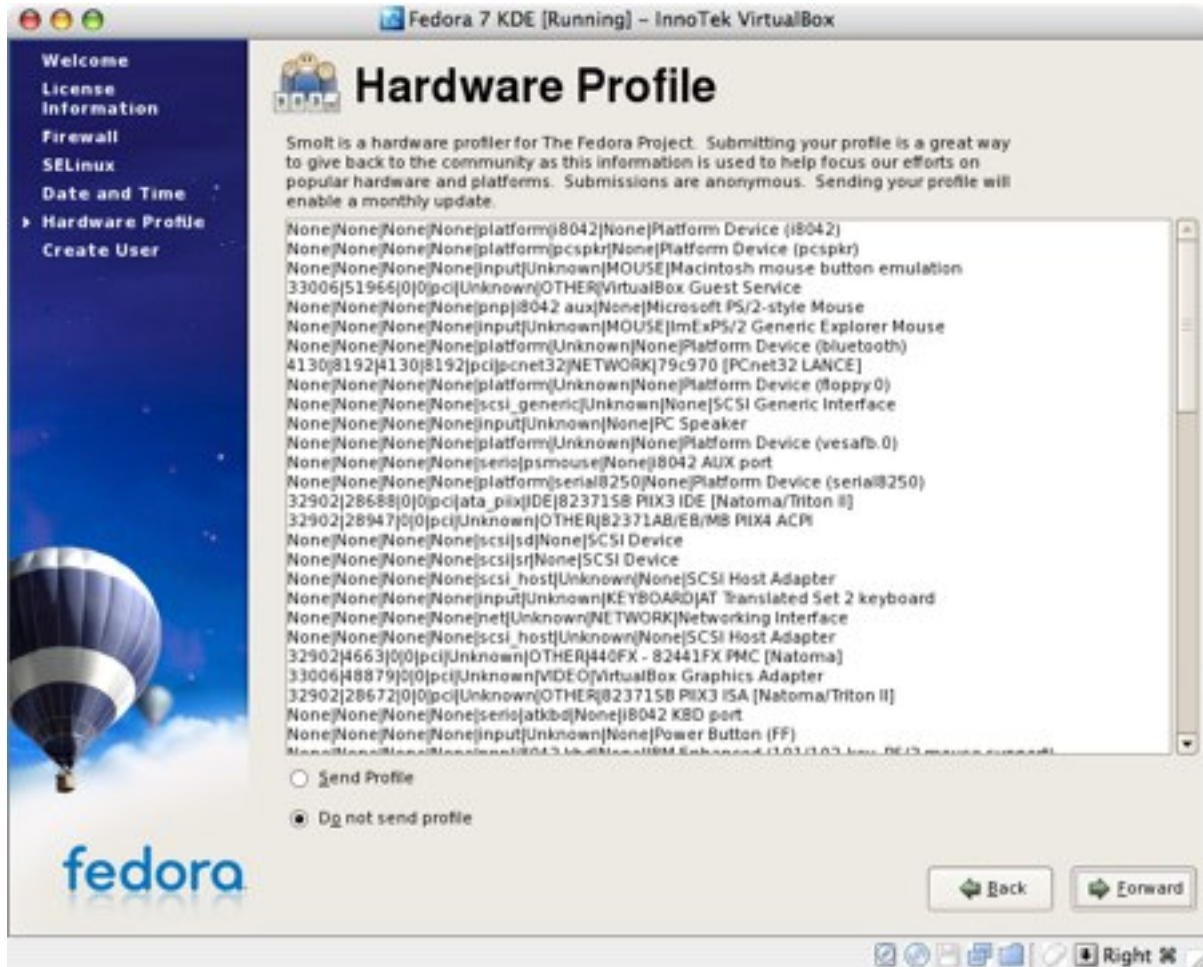 Fedora 7 KDE [Running] – InnoTek VirtualBox
Welcome
License
Information
Firewall
SELinux
Date and Time
Hardware Profile
Create User
Hardware Profile
Smolt is a hardware profiler for The Fedora Project. Submitting your profile is a great way
to give back to the community as this information is used to help focus our efforts on
popular hardware and platforms. Submissions are anonymous. Sending your profile will
enable a monthly update.
None|None|None|None|platform|i8042|None|Platform Device (i8042)
None|None|None|None|platform|pcspkr|None|Platform Device (pcspkr)
None|None|None|None|input|Unknown|MOUSE|Macintosh mouse button emulation
33006|51966|0|0|pci|Unknown|OTHER|VirtualBox Guest Service
None|None|None|None|pnp|i8042 aux|None|Microsoft PS/2-style Mouse
None|None|None|None|input|Unknown|MOUSE|ImExPS/2 Generic Explorer Mouse
None|None|None|None|platform|Unknown|None|Platform Device (bluetooth)
4130|8192|4130|8192|pci|pcnet32|NETWORK|79c970 [PCnet32 LANCE]
None|None|None|None|platform|Unknown|None|Platform Device (floppy.0)
None|None|None|None|scsi_generic|Unknown|None|SCSI Generic Interface
None|None|None|None|input|Unknown|None|PC Speaker
None|None|None|None|platform|Unknown|None|Platform Device (vesafb.0)
None|None|None|None|serio|psmouse|None|i8042 AUX port
None|None|None|None|platform|serial8250|None|Platform Device (serial8250)
32902|28688|0|0|pci|ata_piix|IDE|82371SB PIIX3 IDE [Natoma/Triton II]
32902|28947|0|0|pci|Unknown|OTHER|82371AB/EB/MB PIIX4 ACPI
None|None|None|None|scsi|sd|None|SCSI Device
None|None|None|None|scsi|sr|None|SCSI Device
None|None|None|None|scsi_host|Unknown|None|SCSI Host Adapter
None|None|None|None|input|Unknown|KEYBOARD|AT Translated Set 2 keyboard
None|None|None|None|net|Unknown|NETWORK|Networking Interface
None|None|None|None|scsi_host|Unknown|None|SCSI Host Adapter
32902|4663|0|0|pci|Unknown|OTHER|440FX - 82441FX PMC [Natoma]
33006|48879|0|0|pci|Unknown|VIDEO|VirtualBox Graphics Adapter
32902|28672|0|0|pci|Unknown|OTHER|82371SB PIIX3 ISA [Natoma/Triton II]
None|None|None|None|serio|atkbd|None|i8042 KBD port
None|None|None|None|input|Unknown|None|Power Button (FF)
None|None|None|None|pnp|i8042 kbd|None|IBM Enhanced (101/102-key, PS/2 mouse support)
Send Profile
Do not send profile
fedora
Back
Forward
Right ⌘